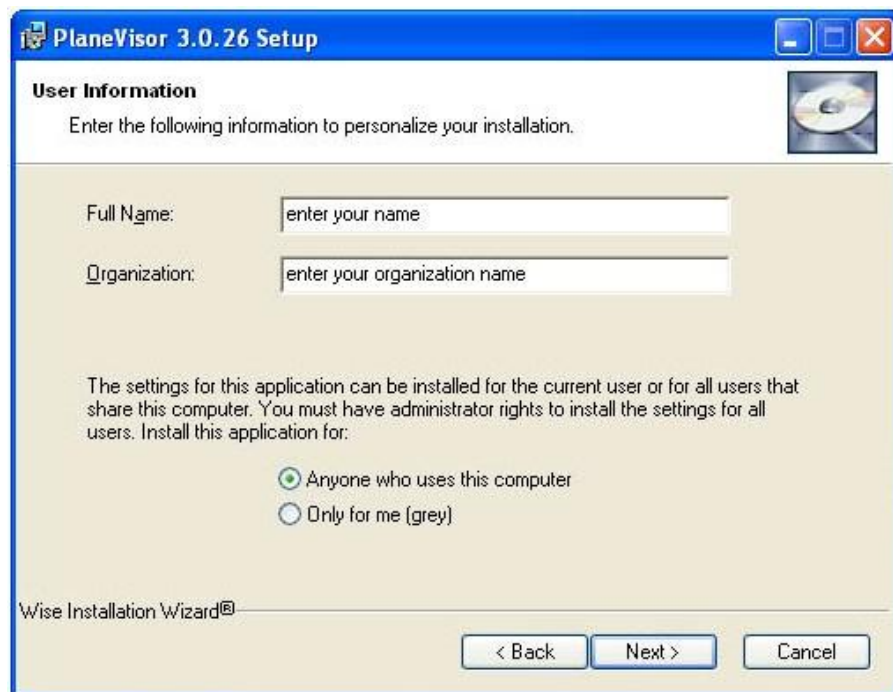 PlaneVisor 3.0.26 Setup
User Information
Enter the following information to personalize your installation.
Full Name:
enter your name
Organization:
enter your organization name
The settings for this application can be installed for the current user or for all users that
share this computer. You must have administrator rights to install the settings for all
users. Install this application for:
Anyone who uses this computer
Only for me (grey)
Wise Installation Wizard®
< Back
Next >
Cancel